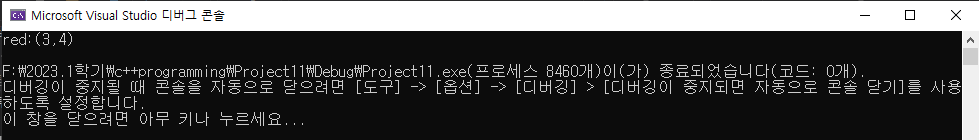 Microsoft Visual Studio 디버그 콘솔
red:(3,4)
F:₩2023.1학기₩c++programming₩Project11₩Debug₩Project11.exe(프로세스 8460개)이(가) 종료되었습니다(코드: 0개).
디버깅이 중지될 때 콘솔을 자동으로 닫으려면 [도구] -> [옵션] -> [디버깅] > [디버깅이 중지되면 자동으로 콘솔 닫기]를 사용
하도록 설정합니다.
이 창을 닫으려면 아무 키나 누르세요...